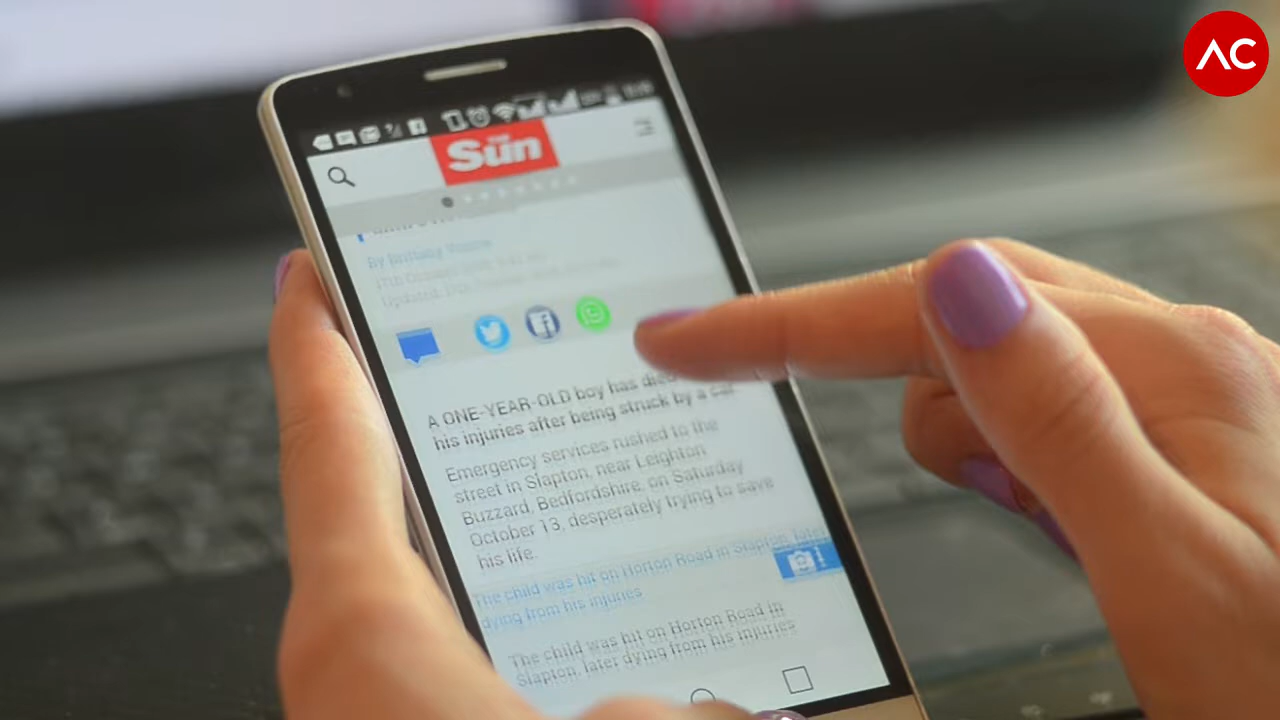 AC
THE
Sun
By Brittany
A ONE-YEAR-OLD boy has died
his injuries after being struck by a car
Emergency services rushed to the
street in Slapton, near Leighton
Buzzard, Bedfordshire, on Saturday
October 13, desperately trying to save
his life.
The child was hit on Horton Road in Slapton, later
dying from his injuries
The child was hit on Horton Road in
Slapton, later dying from his injuries